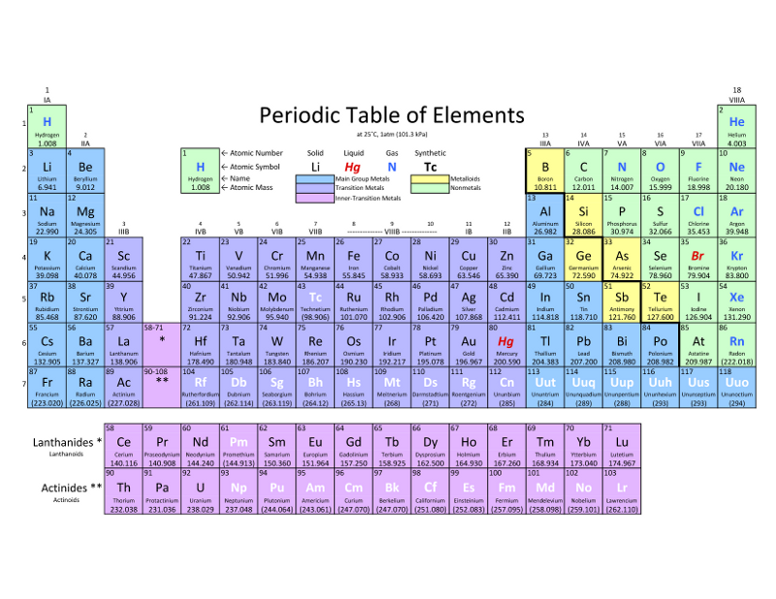 1 18
IA VIIIA
Periodic Table of Elements
at 25°C, 1atm (101.3 kPa)
1 2
1 H He
Hydrogen Helium
1.008 4.003
2 13 14 15 16 17
IIA IIIA IVA VA VIA VIIA
1 ← Atomic Number Solid Liquid Gas Synthetic
H ← Atomic Symbol Li Hg N Tc
Hydrogen ← Name Main Group Metals Metalloids
1.008 ← Atomic Mass Transition Metals Nonmetals
Inner-Transition Metals
3 4 5 6 7 8 9 10
2 Li Be B C N O F Ne
Lithium Beryllium Boron Carbon Nitrogen Oxygen Fluorine Neon
6.941 9.012 10.811 12.011 14.007 15.999 18.998 20.180
11 12 13 14 15 16 17 18
3 Na Mg Al Si P S Cl Ar
Sodium Magnesium Aluminum Silicon Phosphorus Sulfur Chlorine Argon
22.990 24.305 26.982 28.086 30.974 32.066 35.453 39.948
3 4 5 6 7 8 9 10 11 12
IIIB IVB VB VIB VIIB -------------- VIIIB -------------- IB IIB
19 20 21 22 23 24 25 26 27 28 29 30 31 32 33 34 35 36
4 K Ca Sc Ti V Cr Mn Fe Co Ni Cu Zn Ga Ge As Se Br Kr
Potassium Calcium Scandium Titanium Vanadium Chromium Manganese Iron Cobalt Nickel Copper Zinc Gallium Germanium Arsenic Selenium Bromine Krypton
39.098 40.078 44.956 47.867 50.942 51.996 54.938 55.845 58.933 58.693 63.546 65.390 69.723 72.590 74.922 78.960 79.904 83.800
37 38 39 40 41 42 43 44 45 46 47 48 49 50 51 52 53 54
5 Rb Sr Y Zr Nb Mo Tc Ru Rh Pd Ag Cd In Sn Sb Te I Xe
Rubidium Strontium Yttrium Zirconium Niobium Molybdenum Technetium Ruthenium Rhodium Palladium Silver Cadmium Indium Tin Antimony Tellurium Iodine Xenon
85.468 87.620 88.906 91.224 92.906 95.940 (98.906) 101.070 102.906 106.420 107.868 112.411 114.818 118.710 121.760 127.600 126.904 131.290
55 56 57 58-71 72 73 74 75 76 77 78 79 80 81 82 83 84 85 86
6 Cs Ba La * Hf Ta W Re Os Ir Pt Au Hg Tl Pb Bi Po At Rn
Cesium Barium Lanthanum Hafnium Tantalum Tungsten Rhenium Osmium Iridium Platinum Gold Mercury Thallium Lead Bismuth Polonium Astatine Radon
132.905 137.327 138.906 178.490 180.948 183.840 186.207 190.230 192.217 195.078 196.967 200.590 204.383 207.200 208.980 208.982 209.987 (222.018)
87 88 89 90-108 104 105 106 107 108 109 110 111 112 113 114 115 116 117 118
7 Fr Ra Ac ** Rf Db Sg Bh Hs Mt Ds Rg Cn Uut Uuq Uup Uuh Uus Uuo
Francium Radium Actinium Rutherfordium Dubnium Seaborgium Bohrium Hassium Meitnerium Darmstadtium Roentgenium Ununbium Ununtrium Ununquadium Ununpentium Ununhexium Ununseptium Ununoctium
(223.020) (226.025) (227.028) (261.109) (262.114) (263.119) (264.12) (265.13) (268) (271) (272) (285) (284) (289) (288) (293) (294)
58 59 60 61 62 63 64 65 66 67 68 69 70 71
Lanthanides * Ce Pr Nd Pm Sm Eu Gd Tb Dy Ho Er Tm Yb Lu
Lanthanoids Cerium Praseodynium Neodynium Promethium Samarium Europium Gadolinium Terbium Dysprosium Holmium Erbium Thulium Ytterbium Lutetium
140.116 140.908 144.240 (144.913) 150.360 151.964 157.250 158.925 162.500 164.930 167.260 168.934 173.040 174.967
90 91 92 93 94 95 96 97 98 99 100 101 102 103
Actinides ** Th Pa U Np Pu Am Cm Bk Cf Es Fm Md No Lr
Actinoids Thorium Protactinium Uranium Neptunium Plutonium Americium Curium Berkelium Californium Einsteinium Fermium Mendelevium Nobelium Lawrencium
232.038 231.036 238.029 237.048 (244.064) (243.061) (247.070) (247.070) (251.080) (252.083) (257.095) (258.098) (259.101) (262.110)